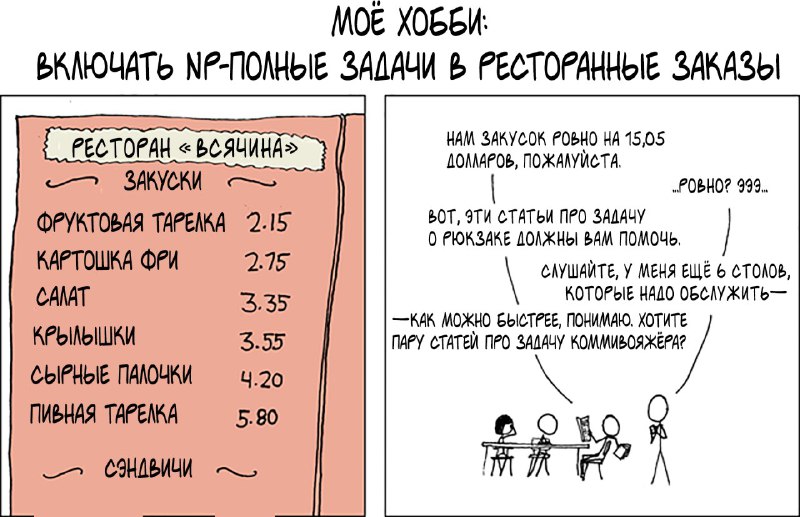 МОЁ ХОББИ:
ВКЛЮЧАТЬ NP-ПОЛНЫЕ ЗАДАЧИ В РЕСТОРАННЫЕ ЗАКАЗЫ
РЕСТОРАН «ВСЯЧИНА»
ЗАКУСКИ
ФРУКТОВАЯ ТАРЕЛКА 2.15
КАРТОШКА ФРИ 2.75
САЛАТ 3.35
КРЫЛЫШКИ 3.55
СЫРНЫЕ ПАЛОЧКИ 4.20
ПИВНАЯ ТАРЕЛКА 5.80
СЭНДВИЧИ
НАМ ЗАКУСОК РОВНО НА 15,05
ДОЛЛАРОВ, ПОЖАЛУЙСТА.
...РОВНО? ЭЭЭ...
ВОТ, ЭТИ СТАТЬИ ПРО ЗАДАЧУ
О РЮКЗАКЕ ДОЛЖНЫ ВАМ ПОМОЧЬ.
СЛУШАЙТЕ, У МЕНЯ ЕЩЁ 6 СТОЛОВ,
КОТОРЫЕ НАДО ОБСЛУЖИТЬ—
—КАК МОЖНО БЫСТРЕЕ, ПОНИМАЮ. ХОТИТЕ
ПАРУ СТАТЕЙ ПРО ЗАДАЧУ КОММИВОЯЖЁРА?